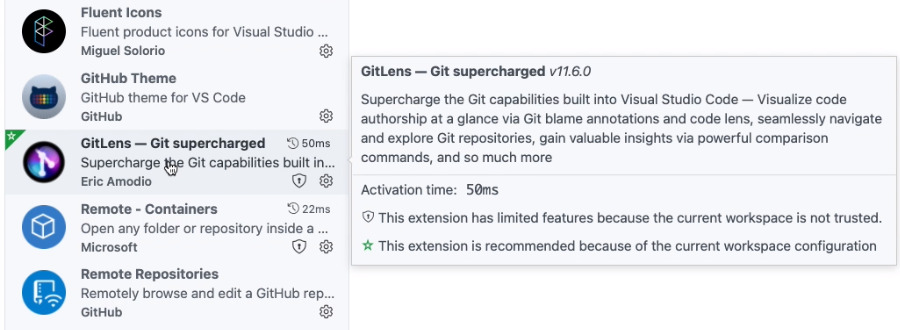 Fluent Icons
Fluent product icons for Visual Studio ...
Miguel Solorio
GitHub Theme
GitHub theme for VS Code
GitHub
GitLens — Git supercharged 50ms
Supercharge the Git capabilities built in...
Eric Amodio
Remote - Containers 22ms
Open any folder or repository inside a ...
Microsoft
Remote Repositories
Remotely browse and edit a GitHub rep...
GitHub
GitLens — Git supercharged v11.6.0
Supercharge the Git capabilities built into Visual Studio Code — Visualize code
authorship at a glance via Git blame annotations and code lens, seamlessly navigate
and explore Git repositories, gain valuable insights via powerful comparison
commands, and so much more
Activation time: 50ms
This extension has limited features because the current workspace is not trusted.
This extension is recommended because of the current workspace configuration